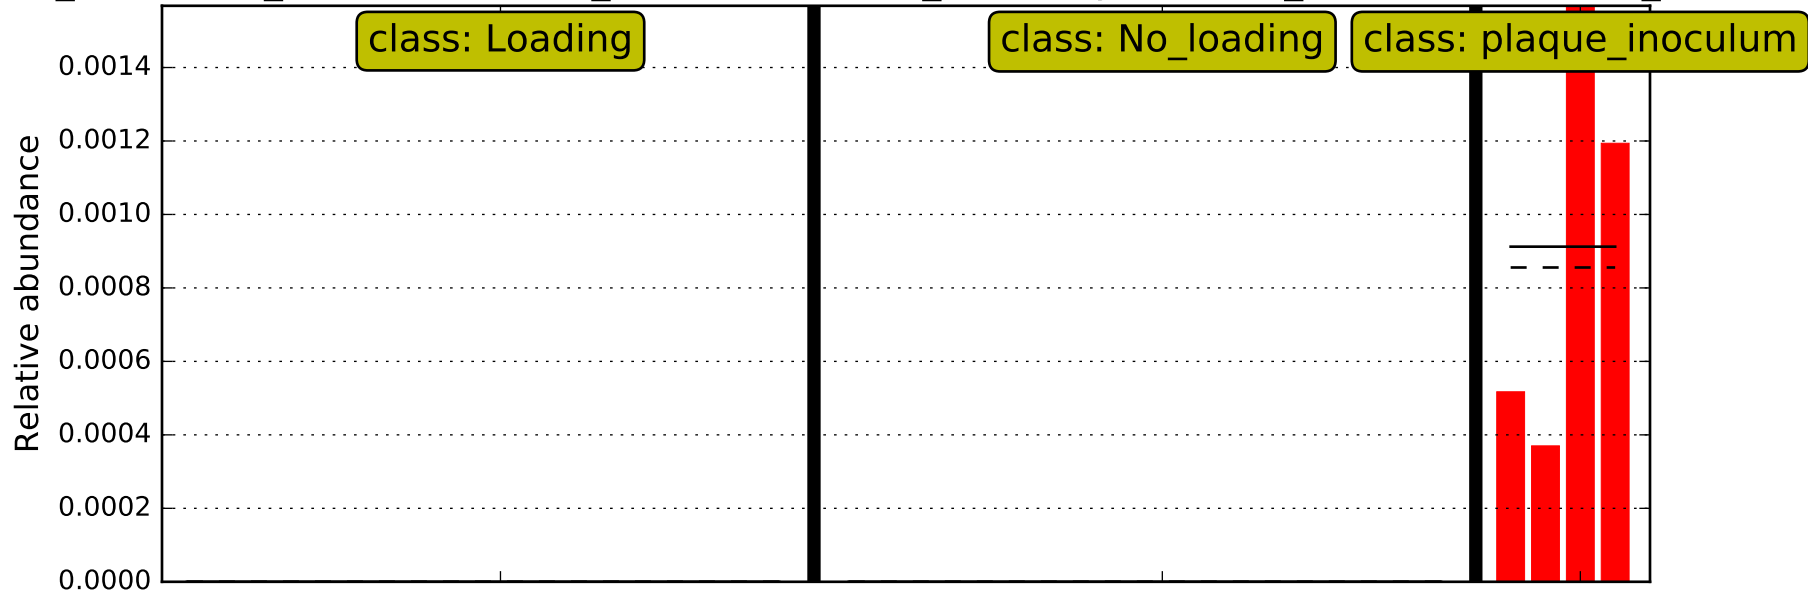 class: Loading
class: No_loading
class: plaque_inoculum
0.0014
0.0012
0.0010
0.0008
0.0006
0.0004
0.0002
0.0000
Relative abundance